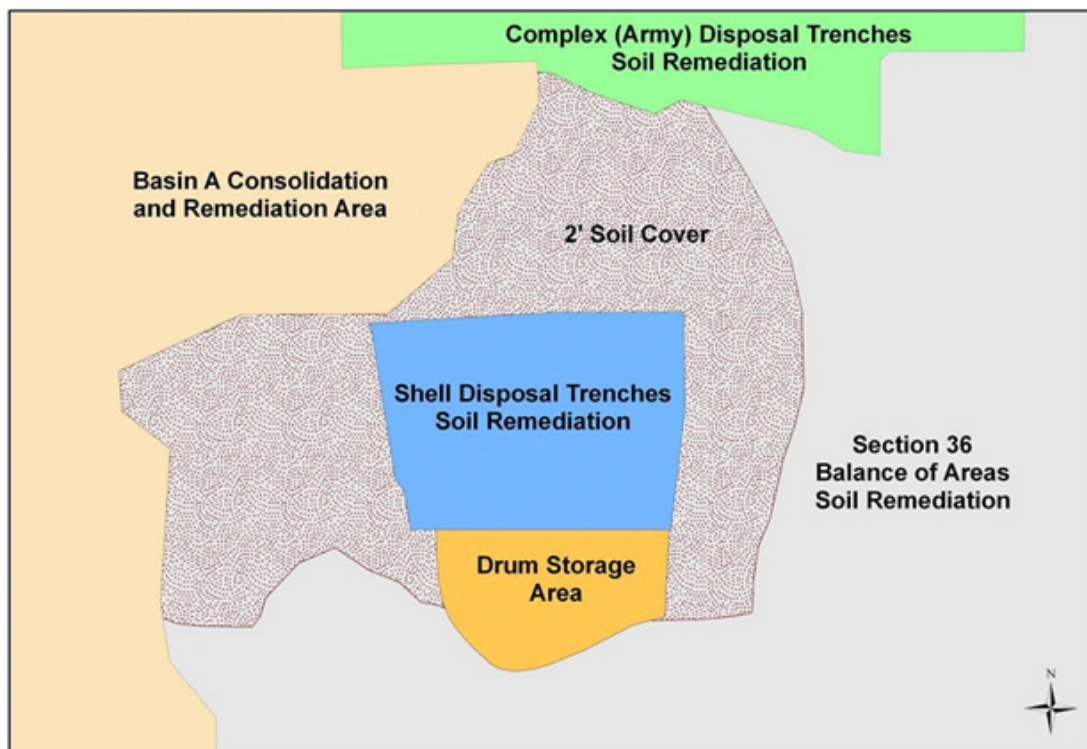 Complex (Army) Disposal Trenches
Soil Remediation
Basin A Consolidation
and Remediation Area
2' Soil Cover
Shell Disposal Trenches
Soil Remediation
Section 36
Balance of Areas
Soil Remediation
Drum Storage
Area
N